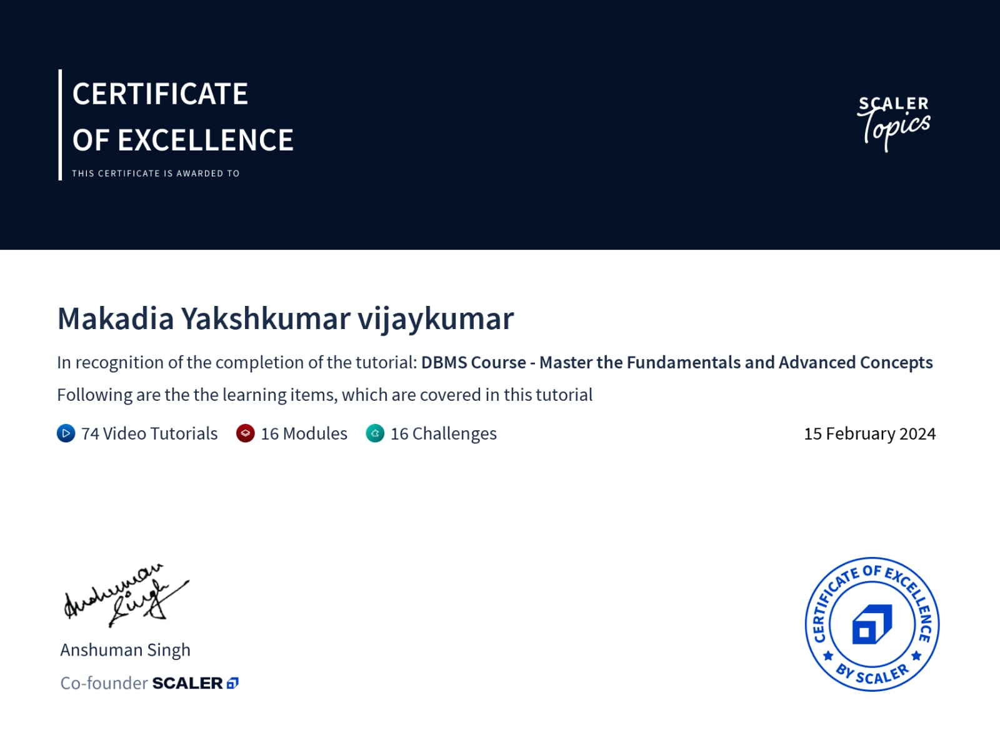 CERTIFICATE
OF EXCELLENCE
THIS CERTIFICATE IS AWARDED TO
SCALER
Topics
Makadia Yakshkumar vijaykumar
In recognition of the completion of the tutorial: DBMS Course - Master the Fundamentals and Advanced Concepts
Following are the the learning items, which are covered in this tutorial
74 Video Tutorials 16 Modules 16 Challenges 15 February 2024
Anshuman
Singh
Anshuman Singh
Co-founder SCALER
CERTIFICATE OF EXCELLENCE
BY SCALER